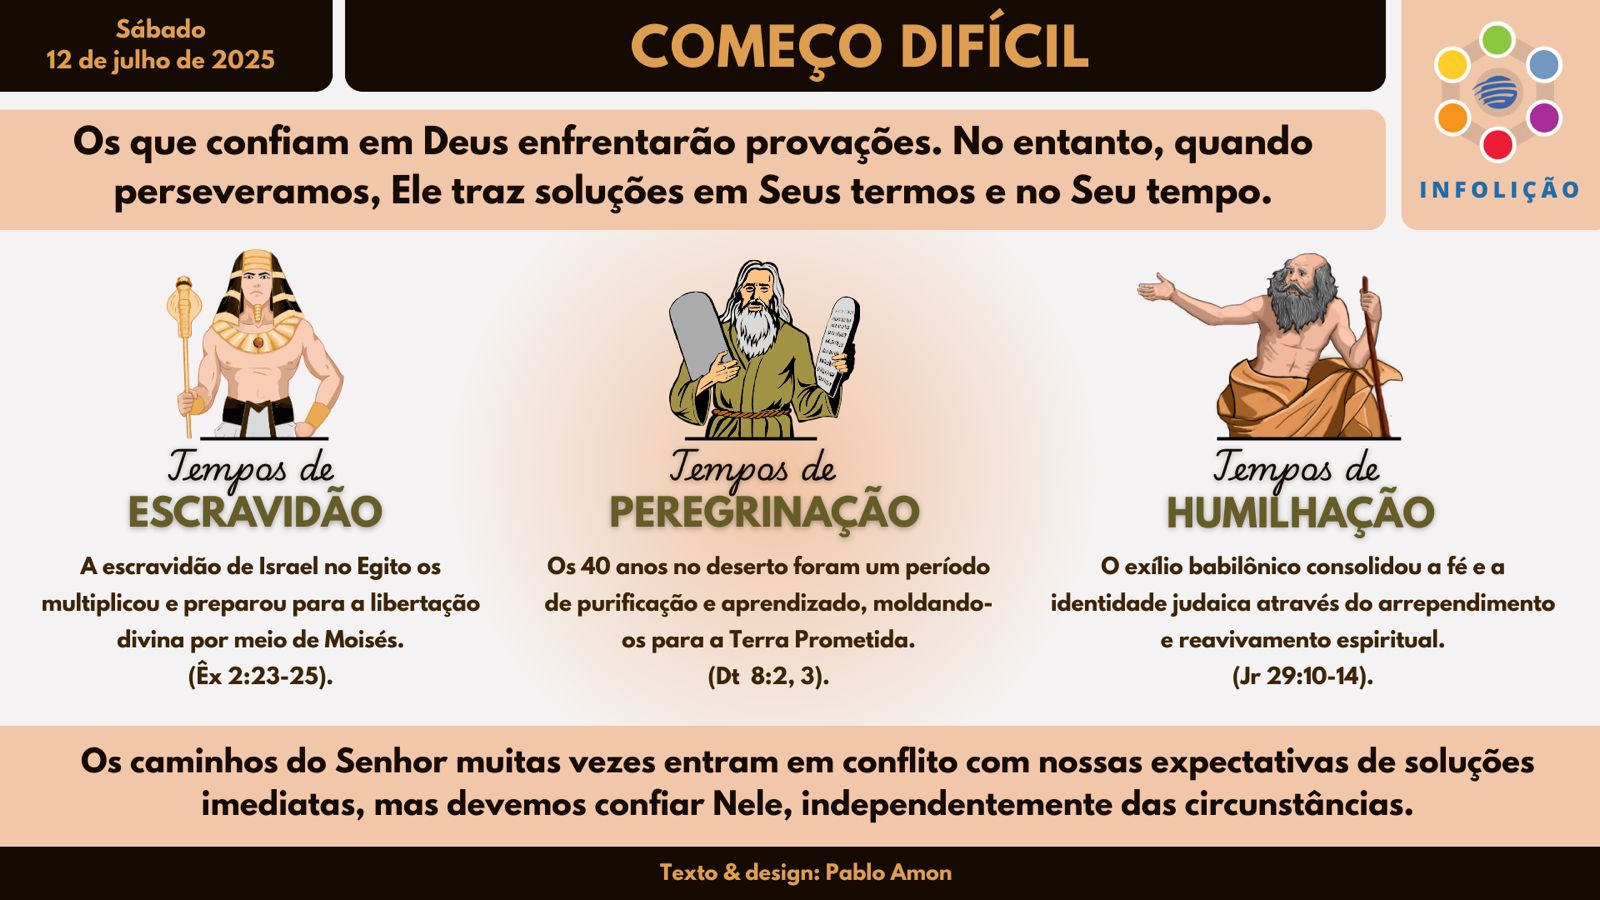 Sábado
12 de julho de 2025
COMEÇO DIFÍCIL
Os que confiam em Deus enfrentarão provações. No entanto, quando
perseveramos, Ele traz soluções em Seus termos e no Seu tempo.
INFOLIÇÃO
Tempos de
ESCRAVIDÃO
A escravidão de Israel no Egito os
multiplicou e preparou para a libertação
divina por meio de Moisés.
(Êx 2:23-25).
Tempos de
PEREGRINAÇÃO
Os 40 anos no deserto foram um período
de purificação e aprendizado, moldando-
os para a Terra Prometida.
(Dt 8:2, 3).
Tempos de
HUMILHAÇÃO
O exílio babilônico consolidou a fé e a
identidade judaica através do arrependimento
e reavivamento espiritual.
(Jr 29:10-14).
Os caminhos do Senhor muitas vezes entram em conflito com nossas expectativas de soluções
imediatas, mas devemos confiar Nele, independentemente das circunstâncias.
Texto & design: Pablo Amon